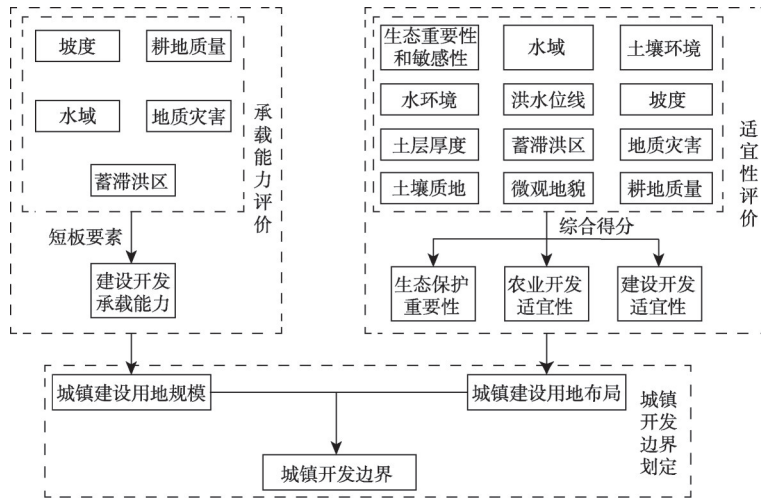 坡度
耕地质量
水域
地质灾害
蓄滞洪区
承载能力评价
短板要素
建设开发
承载能力
生态重要性
和敏感性
水域
土壤环境
水环境
洪水位线
坡度
土层厚度
蓄滞洪区
地质灾害
土壤质地
微观地貌
耕地质量
适宜性评价
综合得分
生态保护
重要性
农业开发
适宜性
建设开发
适宜性
城镇建设用地规模
城镇建设用地布局
城镇开发边界
城镇
开发
边界
划定